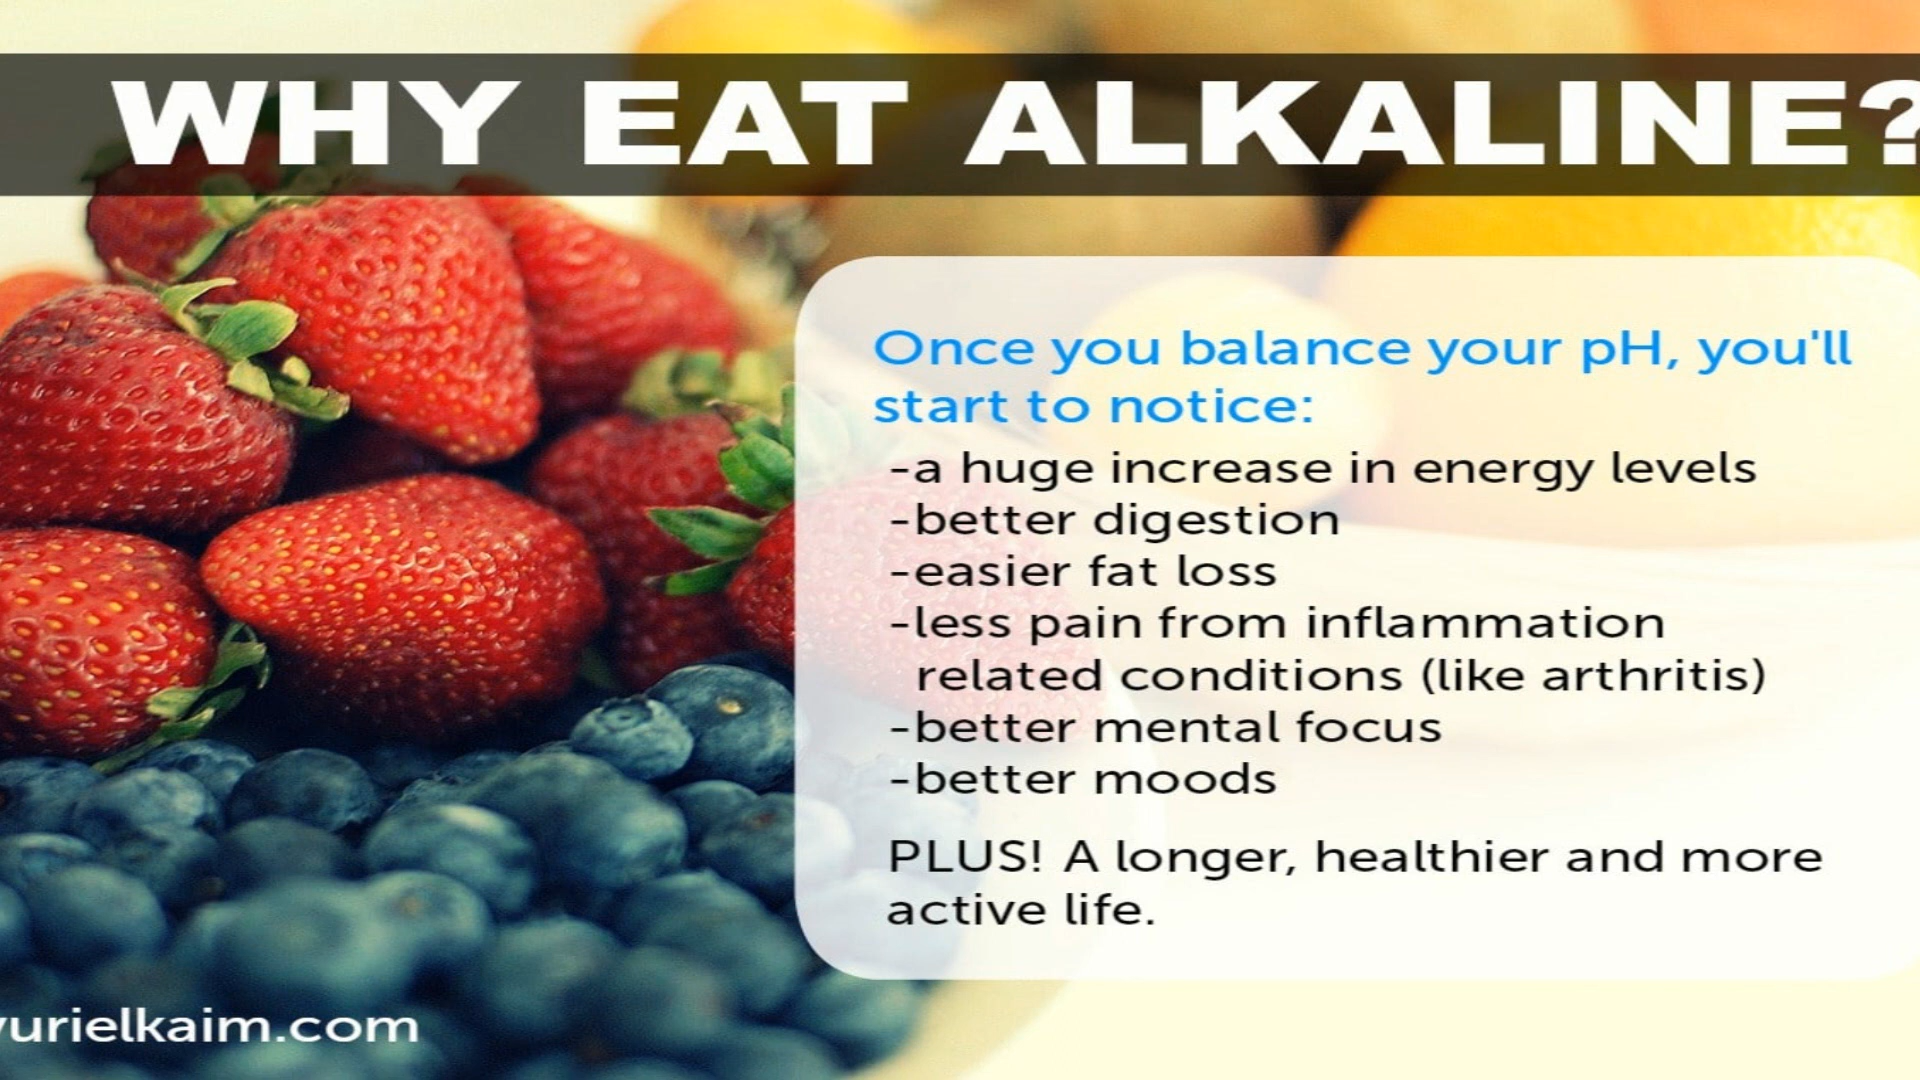 WHY EAT ALKALINE?
Once you balance your pH, you'll
start to notice:
-a huge increase in energy levels
-better digestion
-easier fat loss
-less pain from inflammation
related conditions (like arthritis)
-better mental focus
-better moods
PLUS! A longer, healthier and more
active life.
yurielkaim.com